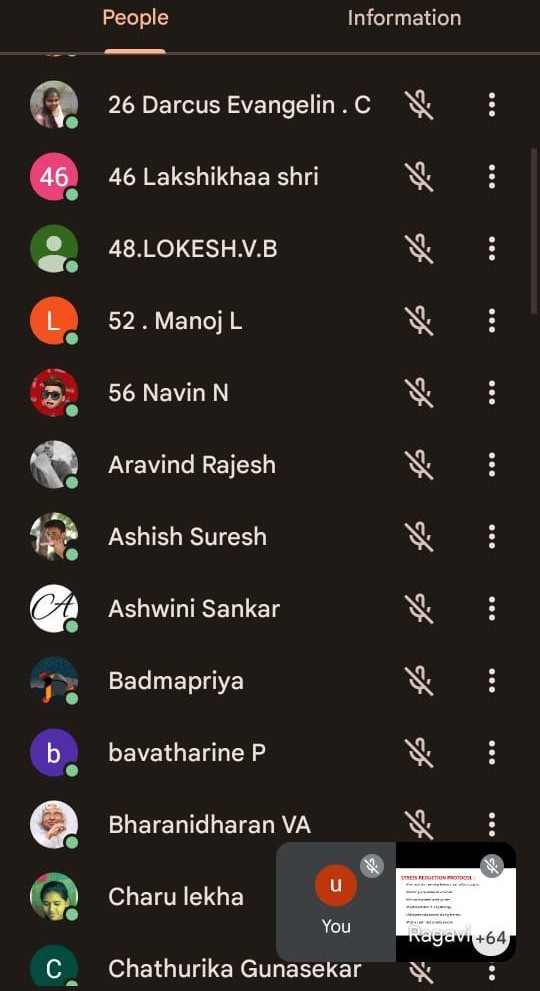 People
Information
26 Darcus Evangelin . C
46
46 Lakshikhaa shri
48.LOKESH.V.B
L
52 . Manoj L
56 Navin N
Aravind Rajesh
Ashish Suresh
CA
Ashwini Sankar
Badmapriya
b
bavatharine P
Bharanidharan VA
Charu lekha
u
You
STRESS REDUCTION PROTOCOL :
Ragavi
+64
C
Chathurika Gunasekar